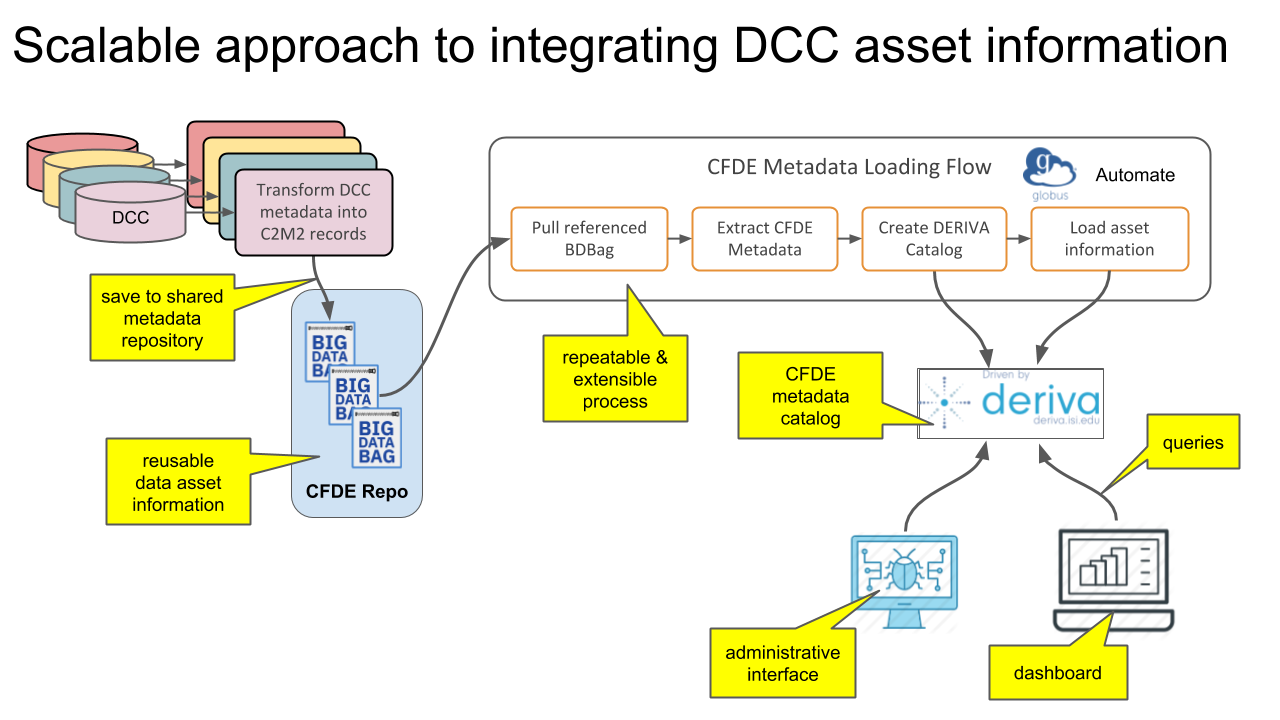 Scalable approach to integrating DCC asset information
DCC
Transform DCC
metadata into
C2M2 records
save to shared
metadata
repository
BIG
DATA
BAG
BIG
DATA
BAG
BIG
DATA
BAG
CFDE Repo
reusable
data asset
information
CFDE Metadata Loading Flow
g
globus
Automate
Pull referenced
BDBag
Extract CFDE
Metadata
Create DERIVA
Catalog
Load asset
information
repeatable &
extensible
process
CFDE
metadata
catalog
Driven by
deriva
deriva.isi.edu
queries
administrative
interface
dashboard